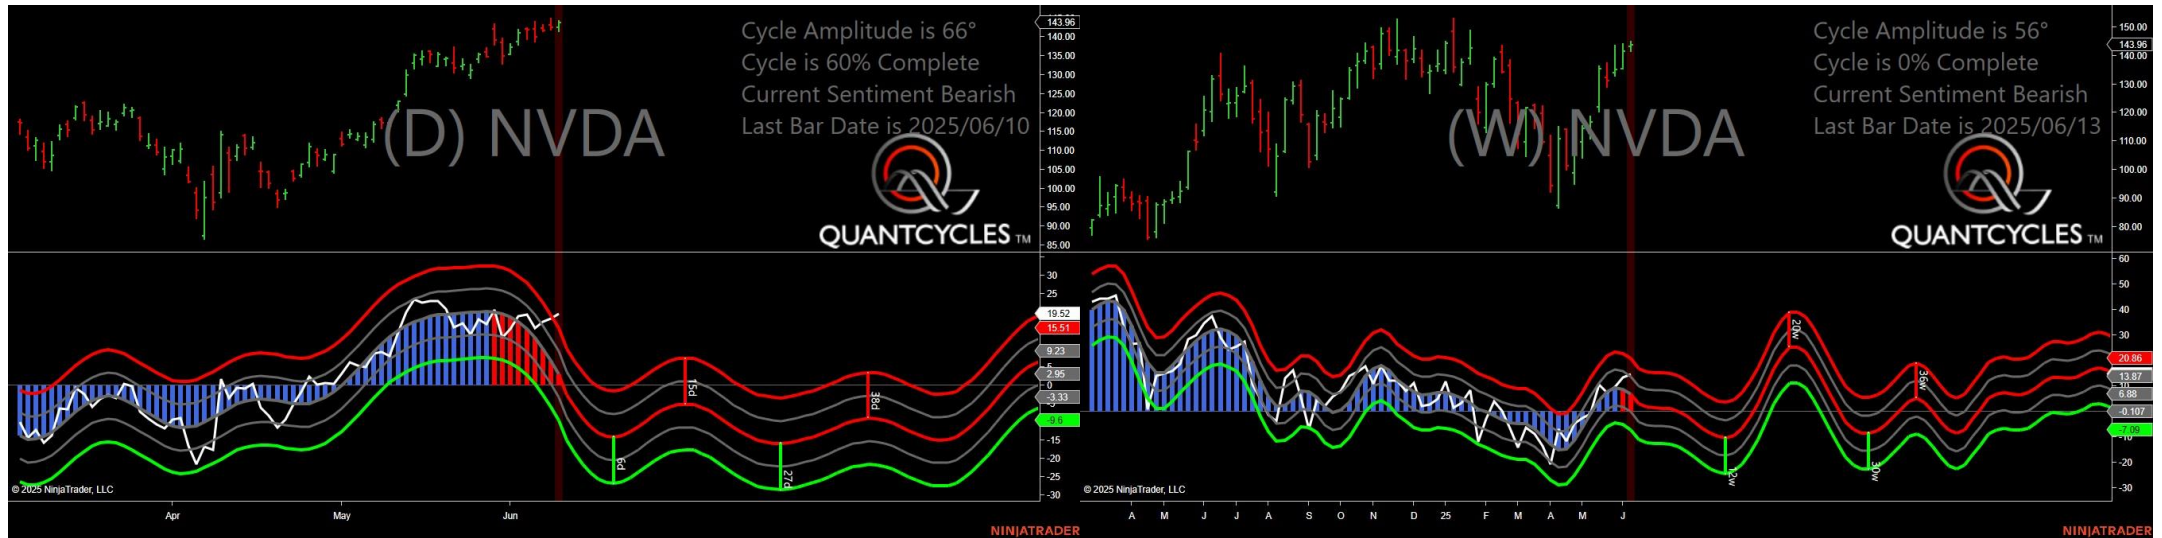 Cycle Amplitude is 66°
Cycle is 60% Complete
Current Sentiment Bearish
Last Bar Date is 2025/06/10
(D) NVDA
QUANTCYCLES TM
143.96
140.00
135.00
130.00
125.00
120.00
115.00
110.00
105.00
100.00
95.00
90.00
85.00
30
25
19.52
15.51
9.23
2.95
0
-3.33
-9.6
-15
-20
-25
-30
6d
15d
27d
38d
© 2025 NinjaTrader, LLC
Apr
May
Jun
NINJATRADER
Cycle Amplitude is 56°
Cycle is 0% Complete
Current Sentiment Bearish
Last Bar Date is 2025/06/13
(W) NVDA
QUANTCYCLES TM
150.00
143.96
140.00
130.00
120.00
110.00
100.00
90.00
80.00
60
50
40
30
20.86
13.87
6.88
-0.107
-7.09
-20
-30
12w
20w
30w
36w
© 2025 NinjaTrader, LLC
A M J J A S O N D 25 F M A M J
NINJATRADER